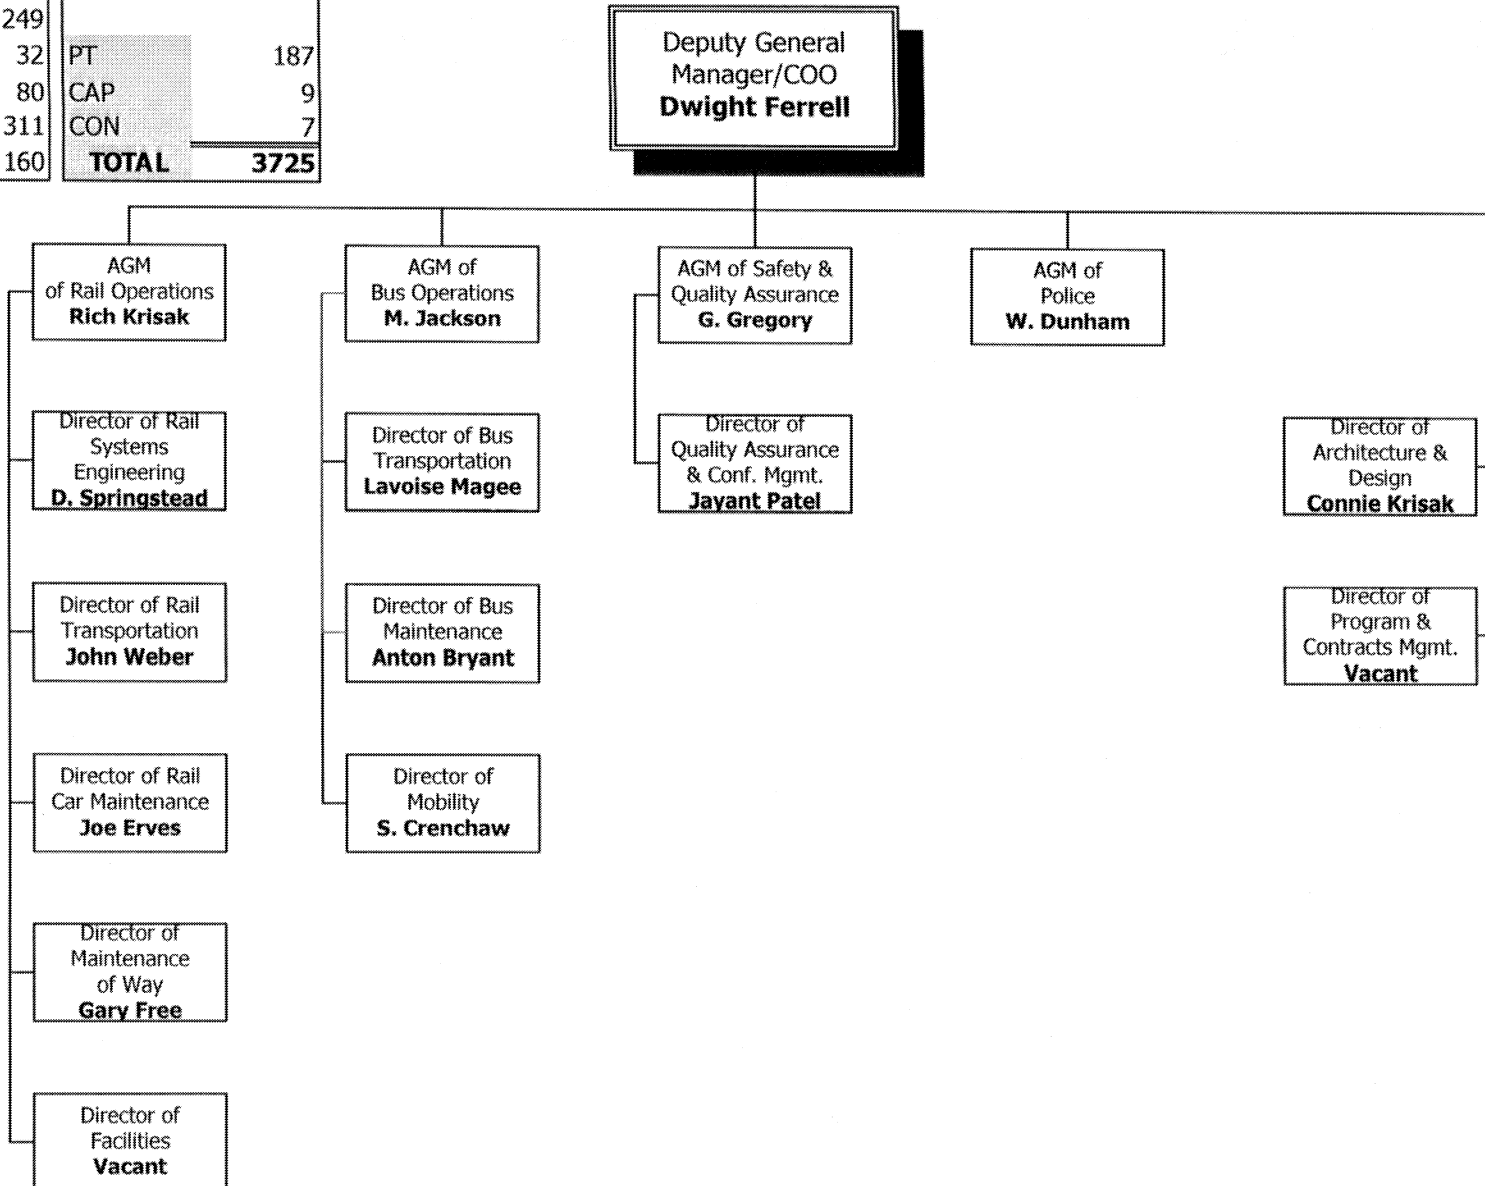 249
32 PT 187
80 CAP 9
311 CON 7
160 TOTAL 3725
Deputy General
Manager/COO
Dwight Ferrell
AGM
of Rail Operations
Rich Krisak
AGM of
Bus Operations
M. Jackson
AGM of Safety &
Quality Assurance
G. Gregory
AGM of
Police
W. Dunham
Director of Rail
Systems
Engineering
D. Springstead
Director of Bus
Transportation
Lavoise Magee
Director of
Quality Assurance
& Conf. Mgmt.
Jayant Patel
Director of
Architecture &
Design
Connie Krisak
Director of Rail
Transportation
John Weber
Director of Bus
Maintenance
Anton Bryant
Director of
Program &
Contracts Mgmt.
Vacant
Director of Rail
Car Maintenance
Joe Erves
Director of
Mobility
S. Crenchaw
Director of
Maintenance
of Way
Gary Free
Director of
Facilities
Vacant